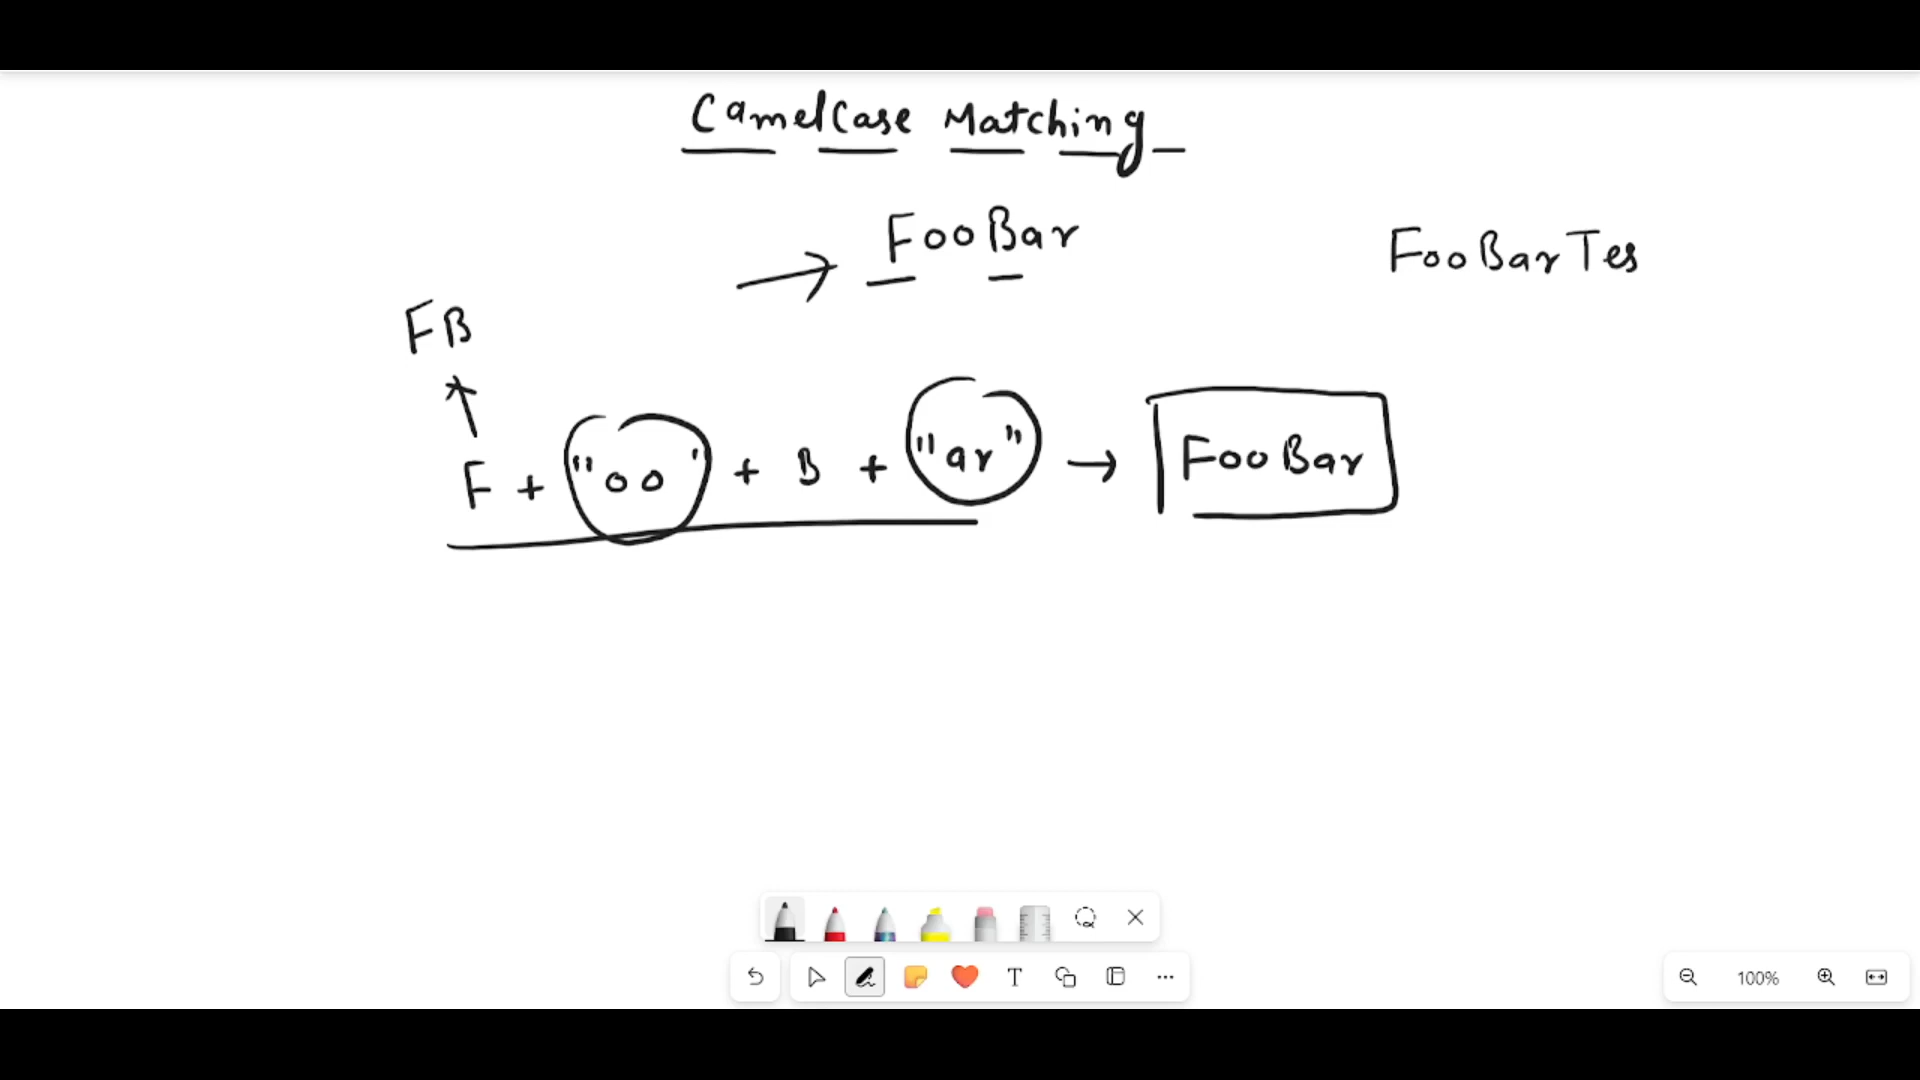 CamelCase Matching
FooBar
FooBarTes
FB
F + "oo" + B + "ar" → FooBar
T
100%